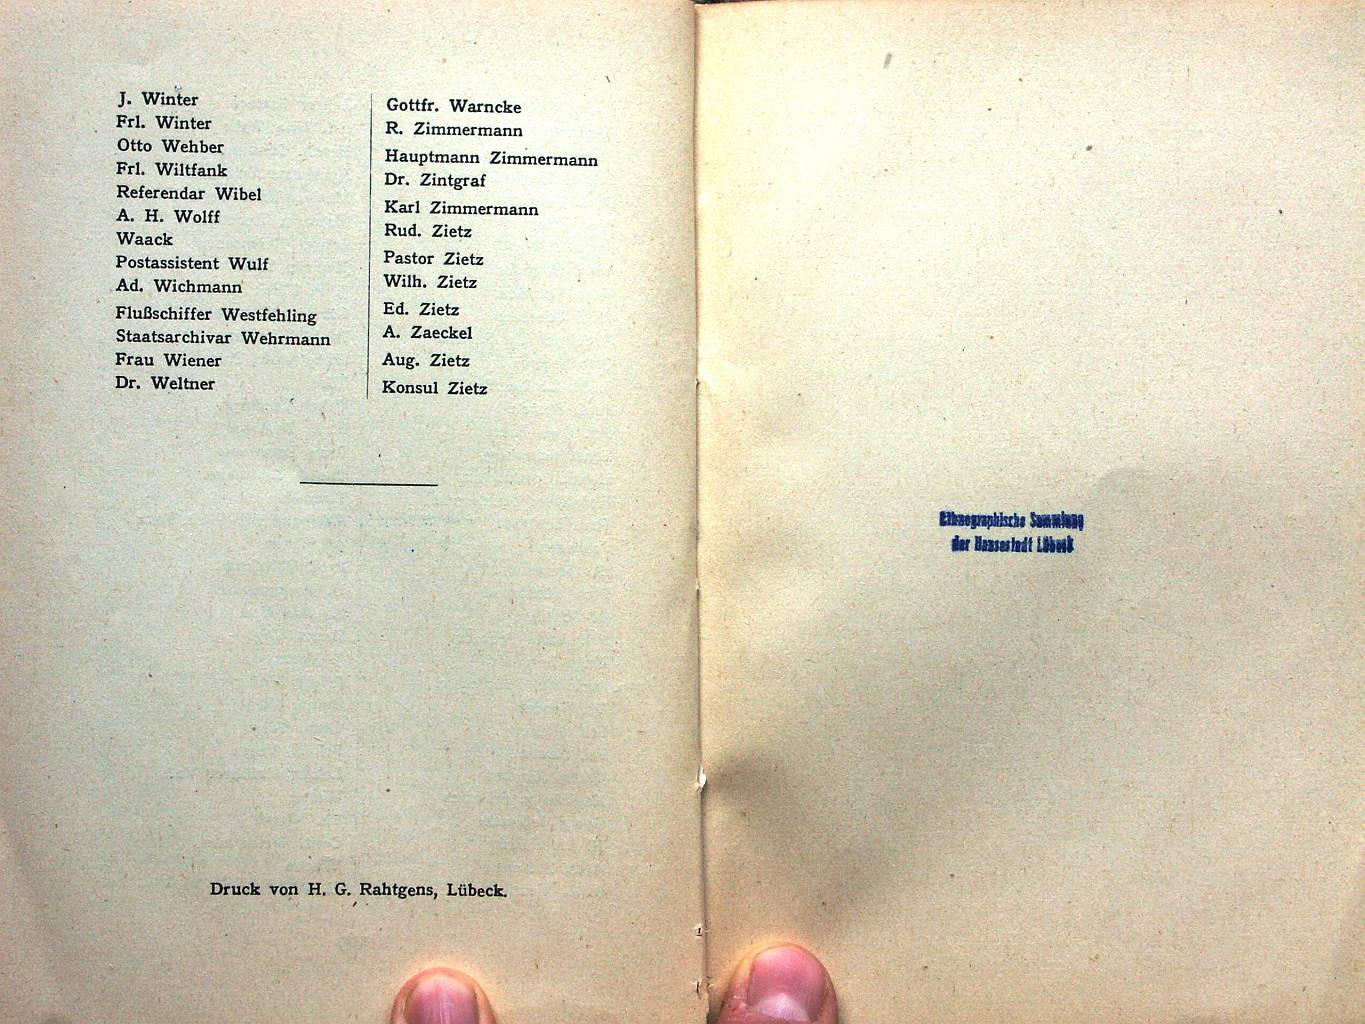 J. Winter
Frl. Winter
Otto Wehber
Frl. Wiltfank
Referendar Wibel
A. H. Wolff
Waack
Postassistent Wulf
Ad. Wichmann
Flußschiffer Westfehling
Staatsarchivar Wehrmann
Frau Wiener
Dr. Weltner
Gottfr. Warncke
R. Zimmermann
Hauptmann Zimmermann
Dr. Zintgraf
Karl Zimmermann
Rud. Zietz
Pastor Zietz
Wilh. Zietz
Ed. Zietz
A. Zaeckel
Aug. Zietz
Konsul Zietz
Druck von H. G. Rahtgens, Lübeck.
Ethnographische Sammlung
der Hansestadt Lübeck